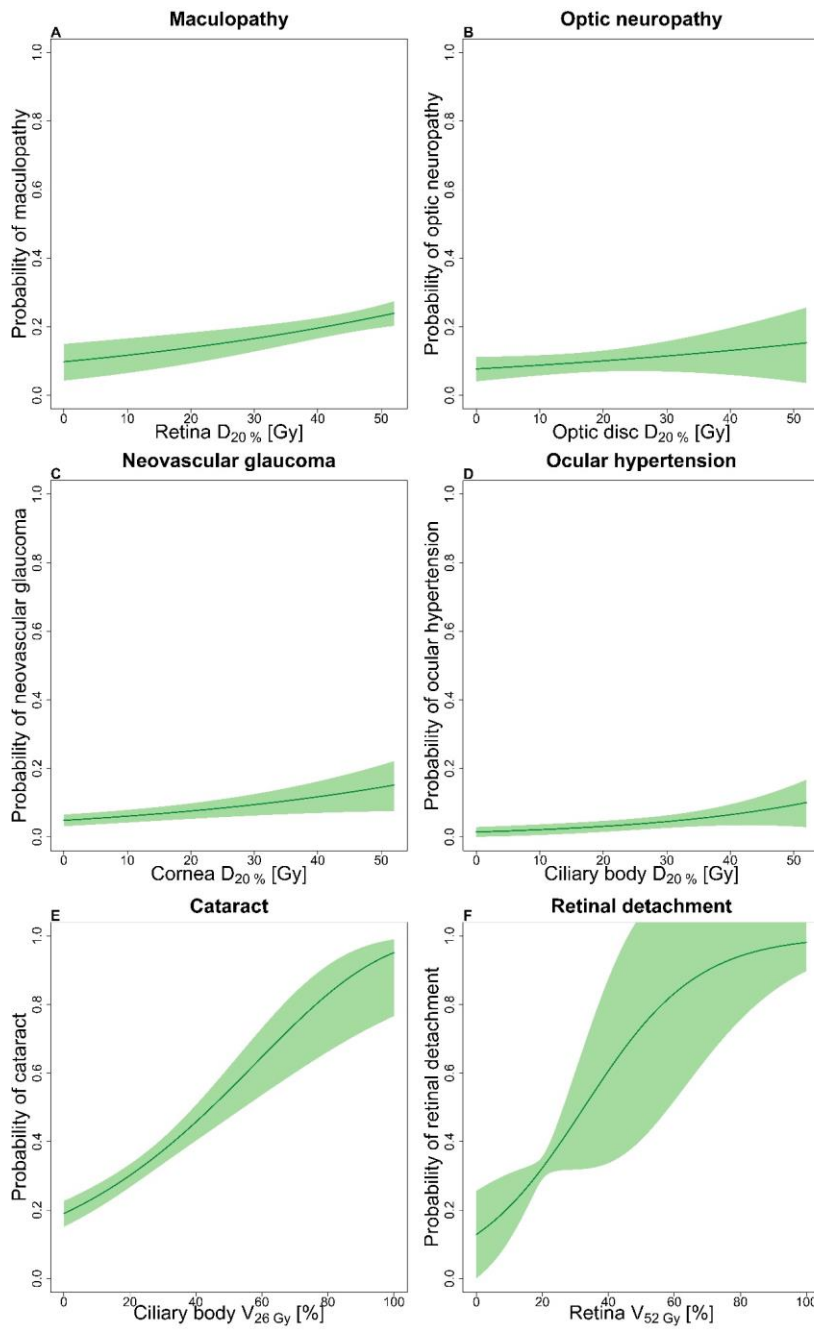 A Maculopathy
Probability of maculopathy
0.0 0.2 0.4 0.6 0.8 1.0
0 10 20 30 40 50
Retina D20 % [Gy]
B Optic neuropathy
Probability of optic neuropathy
0.0 0.2 0.4 0.6 0.8 1.0
0 10 20 30 40 50
Optic disc D20 % [Gy]
C Neovascular glaucoma
Probability of neovascular glaucoma
0.0 0.2 0.4 0.6 0.8 1.0
0 10 20 30 40 50
Cornea D20 % [Gy]
D Ocular hypertension
Probability of ocular hypertension
0.0 0.2 0.4 0.6 0.8 1.0
0 10 20 30 40 50
Ciliary body D20 % [Gy]
E Cataract
Probability of cataract
0.0 0.2 0.4 0.6 0.8 1.0
0 20 40 60 80 100
Ciliary body V26 Gy [%]
F Retinal detachment
Probability of retinal detachment
0.0 0.2 0.4 0.6 0.8 1.0
0 20 40 60 80 100
Retina V52 Gy [%]